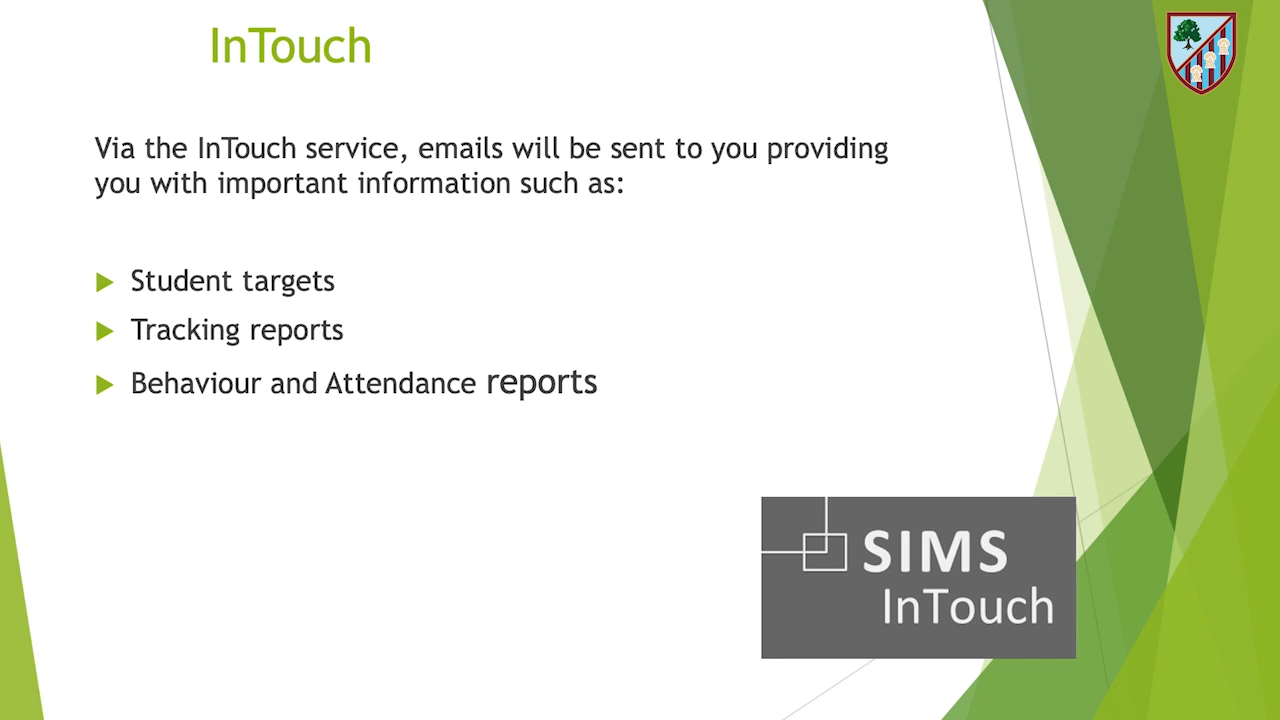 InTouch
Via the InTouch service, emails will be sent to you providing
you with important information such as:
Student targets
Tracking reports
Behaviour and Attendance reports
SIMS
InTouch